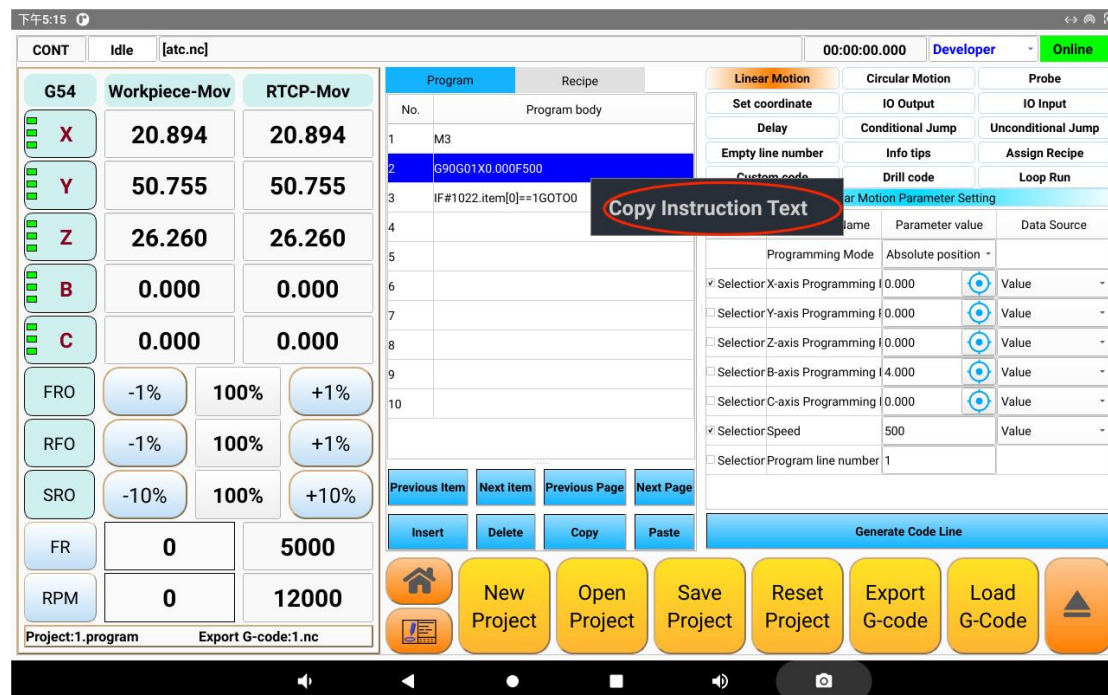 下午5:15
CONT Idle [atc.nc] 00:00:00.000 Developer Online
G54 Workpiece-Mov RTCP-Mov
X 20.894 20.894
Y 50.755 50.755
Z 26.260 26.260
B 0.000 0.000
C 0.000 0.000
FRO -1% 100% +1%
RFO -1% 100% +1%
SRO -10% 100% +10%
FR 0 5000
RPM 0 12000
Project:1.program Export G-code:1.nc
Program Recipe
No. Program body
1 M3
2 G90G01X0.000F500
3 IF#1022.item[0]==1GOTO0
4
5
6
7
8
9
10
Copy Instruction Text
Previous Item Next item Previous Page Next Page
Insert Delete Copy Paste
Linear Motion Circular Motion Probe
Set coordinate IO Output IO Input
Delay Conditional Jump Unconditional Jump
Empty line number Info tips Assign Recipe
Custom code Drill code Loop Run
ar Motion Parameter Setting
Name Parameter value Data Source
Programming Mode Absolute position
Selection X-axis Programming 0.000 Value
Selection Y-axis Programming 0.000 Value
Selection Z-axis Programming 0.000 Value
Selection B-axis Programming 4.000 Value
Selection C-axis Programming 0.000 Value
Selection Speed 500 Value
Selection Program line number 1
Generate Code Line
New Project Open Project Save Project Reset Project Export G-code Load G-Code